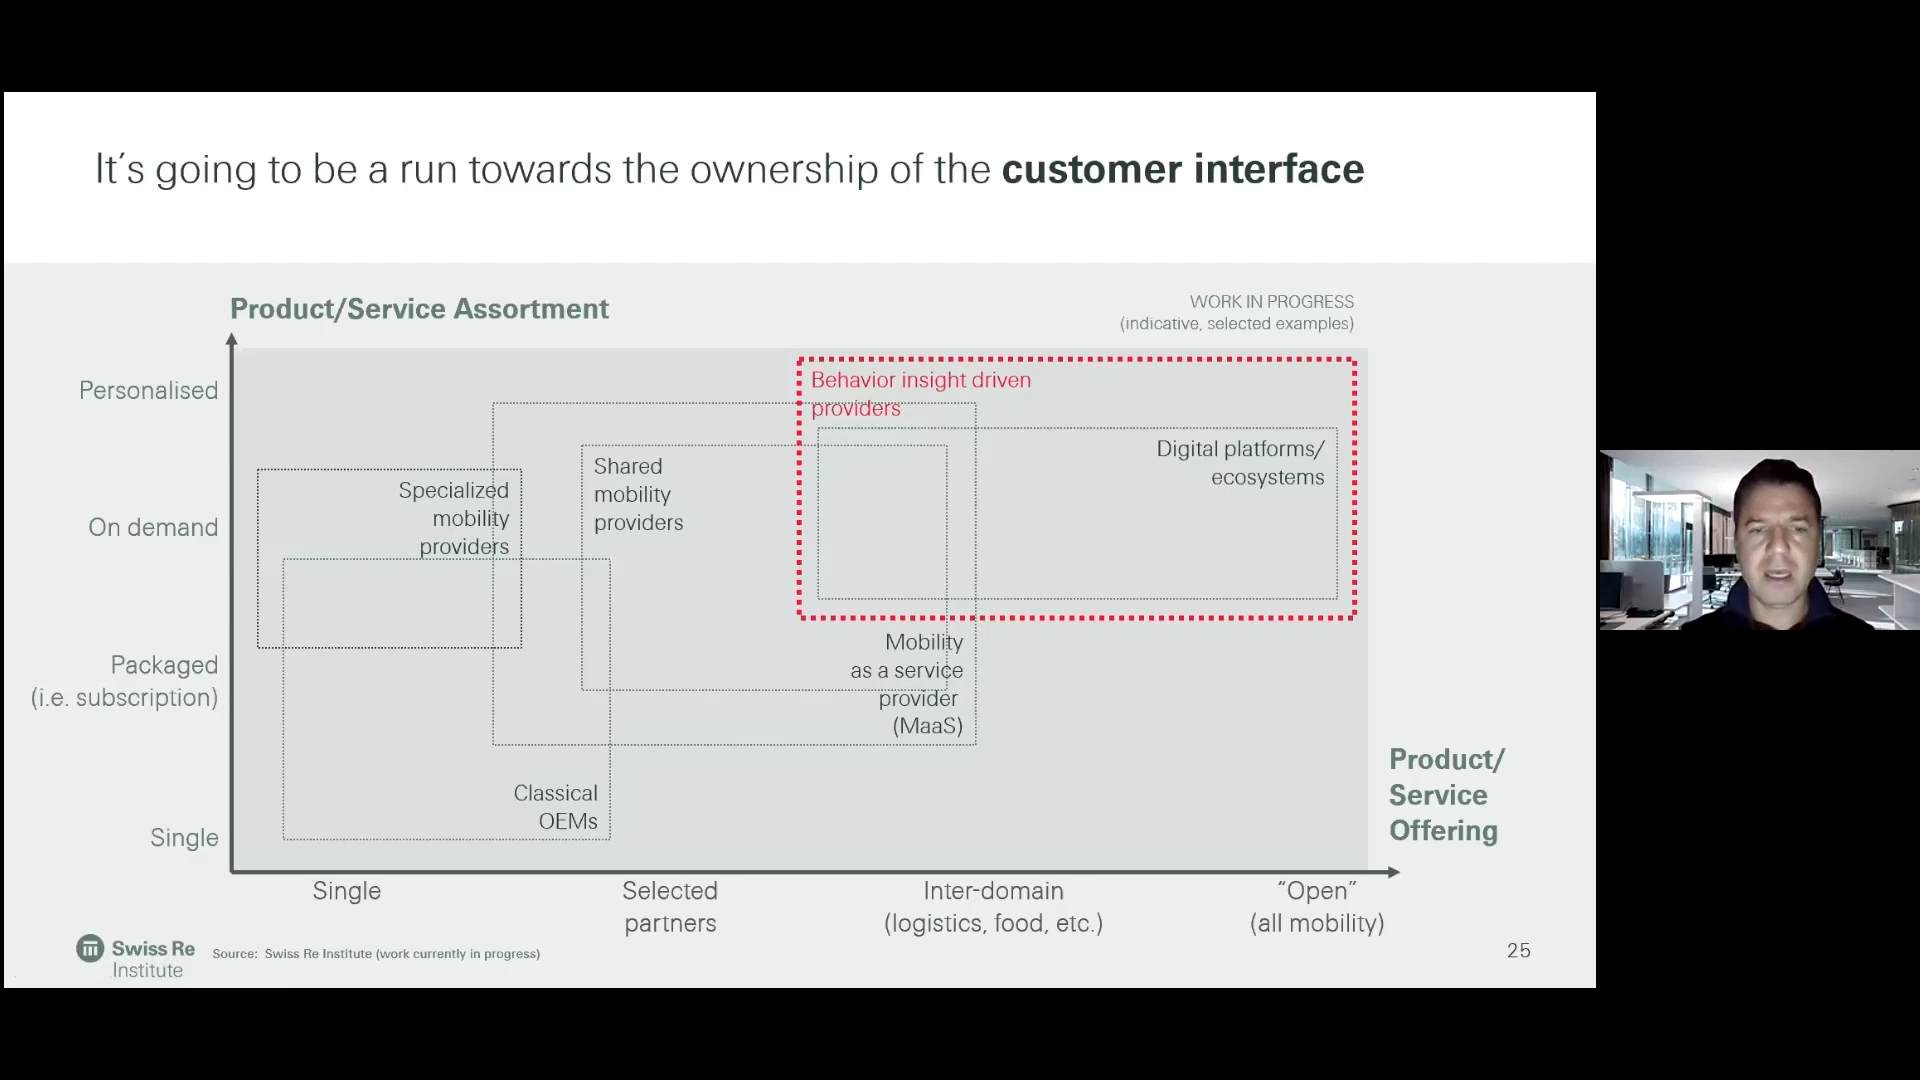 It´s going to be a run towards the ownership of the customer interface
Product/Service Assortment
WORK IN PROGRESS
(indicative, selected examples)
Personalised
On demand
Packaged
(i.e. subscription)
Single
Behavior insight driven
providers
Digital platforms/
ecosystems
Shared
mobility
providers
Specialized
mobility
providers
Mobility
as a service
provider
(MaaS)
Classical
OEMs
Product/
Service
Offering
Single
Selected
partners
Inter-domain
(logistics, food, etc.)
“Open”
(all mobility)
Swiss Re
Institute
Source: Swiss Re Institute (work currently in progress)
25